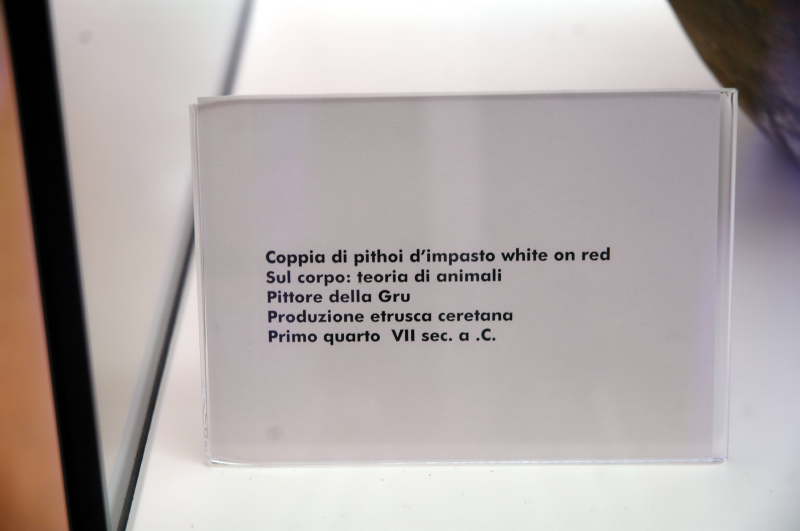 Coppia di pithoi d'impasto white on red
Sul corpo: teoria di animali
Pittore della Gru
Produzione etrusca ceretana
Primo quarto  VII sec. a .C.